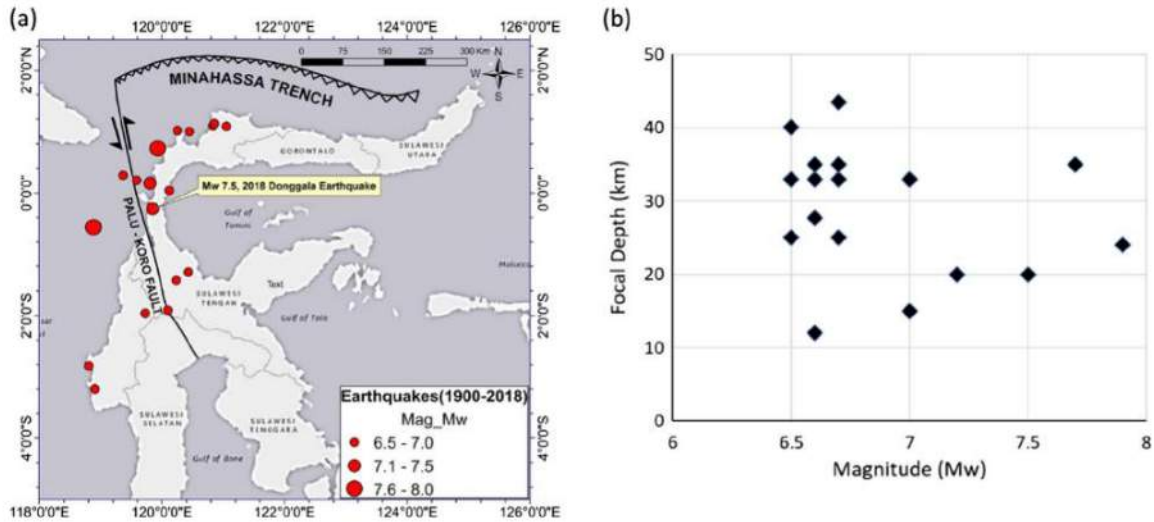 (a)
120°0'0"E 122°0'0"E 124°0'0"E 126°0'0"E
0 75 150 225 300 Km
N
W E
S
2°0'0"N
0°0'0"
2°0'0"S
4°0'0"S
2°0'0"N
0°0'0"
2°0'0"S
4°0'0"S
MINAHASSA TRENCH
GORONTALO
SULAWESI
UTARA
Mw 7.5, 2018 Donggala Earthquake
PALU - KORO FAULT
Gulf of
SULAWESI
TENGAH
Text
Gulf of Tolo
SULAWESI
SELATAN
SULAWESI
TENGGARA
Gulf of Bone
Earthquakes(1900-2018)
Mag_Mw
6.5 - 7.0
7.1 - 7.5
7.6 - 8.0
118°0'0"E 120°0'0"E 122°0'0"E 124°0'0"E 126°0'0"E
(b)
Focal Depth (km)
50
40
30
20
10
0
6 6.5 7 7.5 8
Magnitude (Mw)